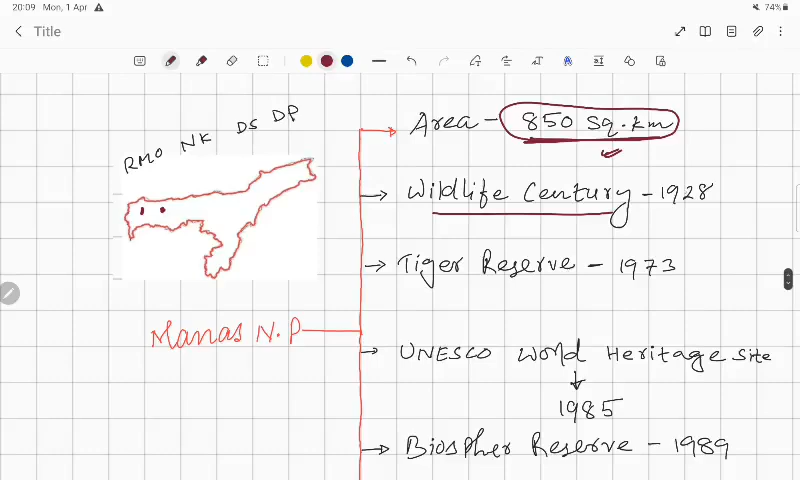 20:09 Mon, 1 Apr
74%
Title
RMO NK DS DP
Area - 850 Sq.km
Wildlife Century - 1928
Tiger Reserve - 1973
Manas N.P
UNESCO World Heritage Site
1985
Biospher Reserve - 1989